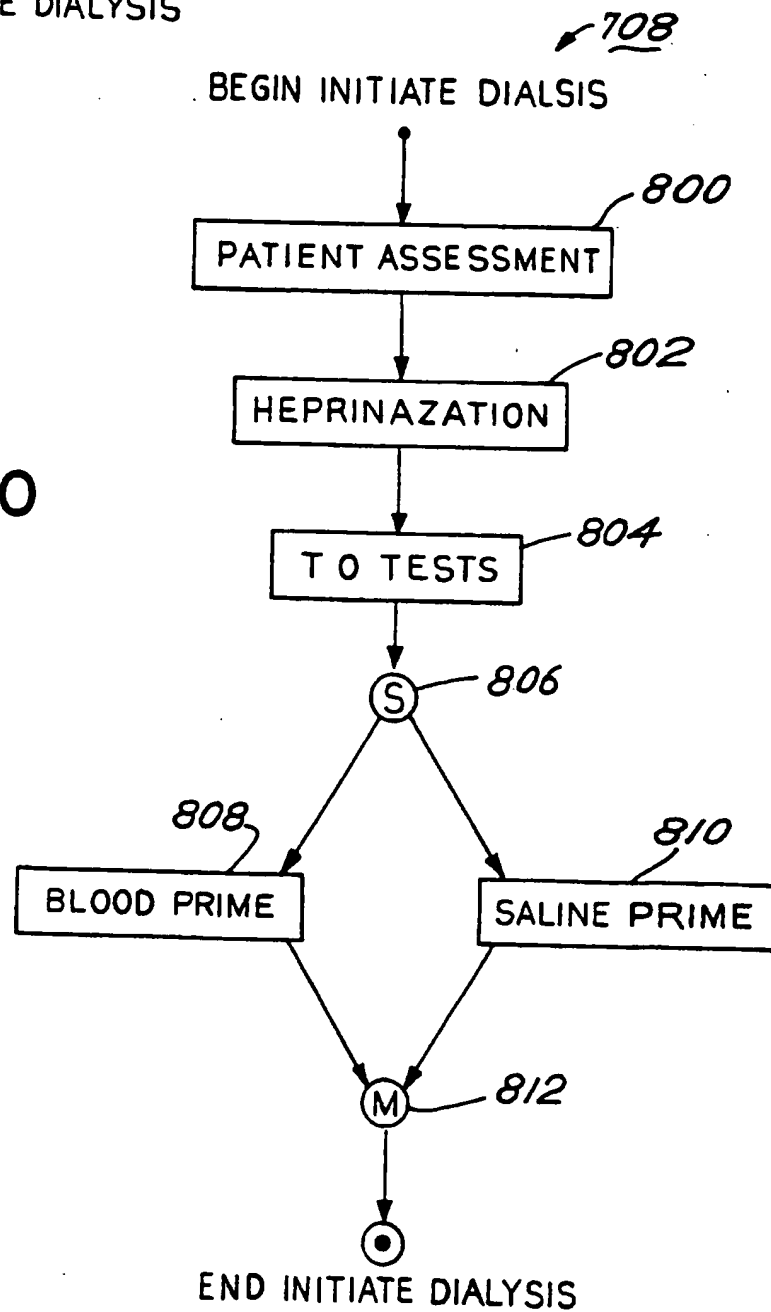 E DIALYSIS
708
BEGIN INITIATE DIALSIS
800
PATIENT ASSESSMENT
802
HEPRINAZATION
O
804
T O TESTS
806
S
808
810
BLOOD PRIME
SALINE PRIME
812
M
END INITIATE DIALYSIS